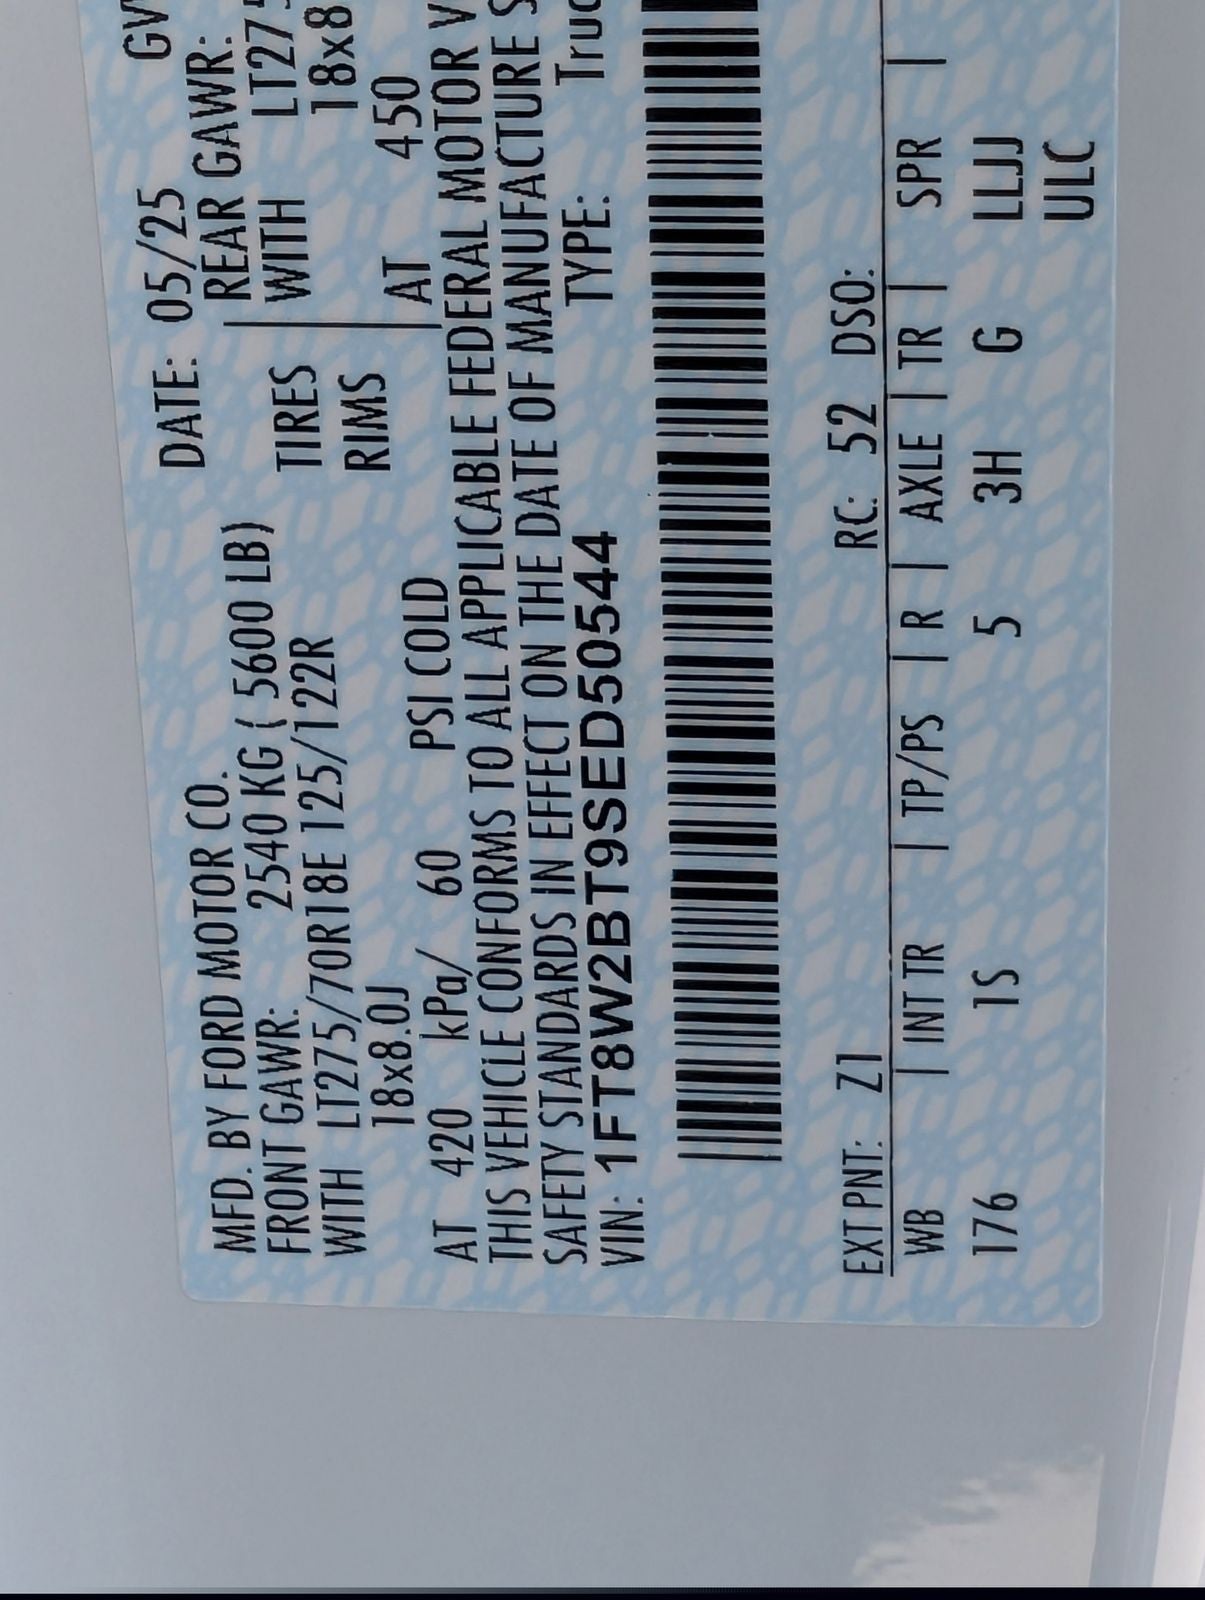 MFD. BY FORD MOTOR CO.
DATE: 05/25 GV
FRONT GAWR: 2540 KG ( 5600 LB)
REAR GAWR:
WITH LT275/70R18E 125/122R TIRES WITH LT275
18x8.0J RIMS 18x8
AT 420 kPa/ 60 PSI COLD AT 450
THIS VEHICLE CONFORMS TO ALL APPLICABLE FEDERAL MOTOR V
SAFETY STANDARDS IN EFFECT ON THE DATE OF MANUFACTURE S
VIN: 1FT8W2BT9SED50544 TYPE: Truc
EXT PNT: Z1 RC: 52 DSO:
WB | INT TR | TP/PS | R | AXLE | TR | SPR |
176 1S 5 3H G LLJJ
ULC